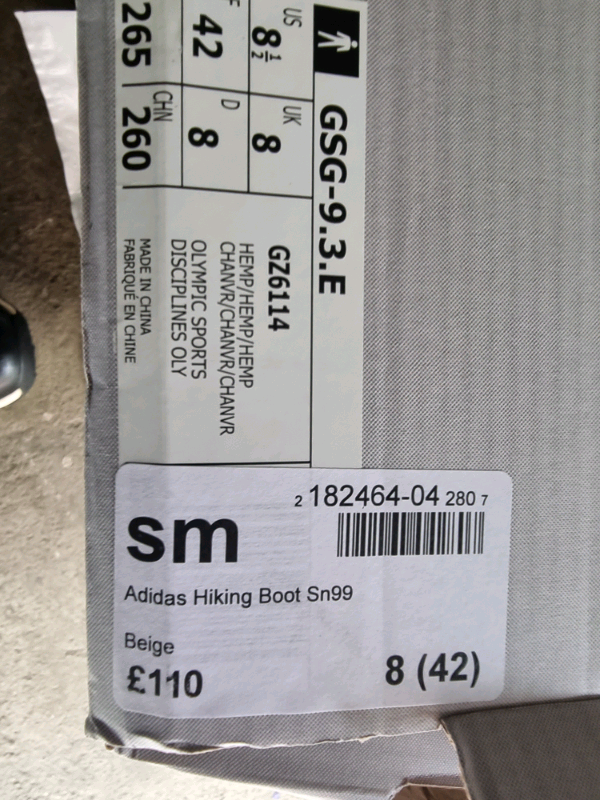 GSG-9.3.E
US
8½
UK
8
F
42
D
8
265
CHN
260
GZ6114
HEMP/HEMP/HEMP
CHANVR/CHANVR/CHANVR
OLYMPIC SPORTS
DISCIPLINES OLY
MADE IN CHINA
FABRIQUÉ EN CHINE
2 182464-04 280 7
sm
Adidas Hiking Boot Sn99
Beige
£110
8 (42)